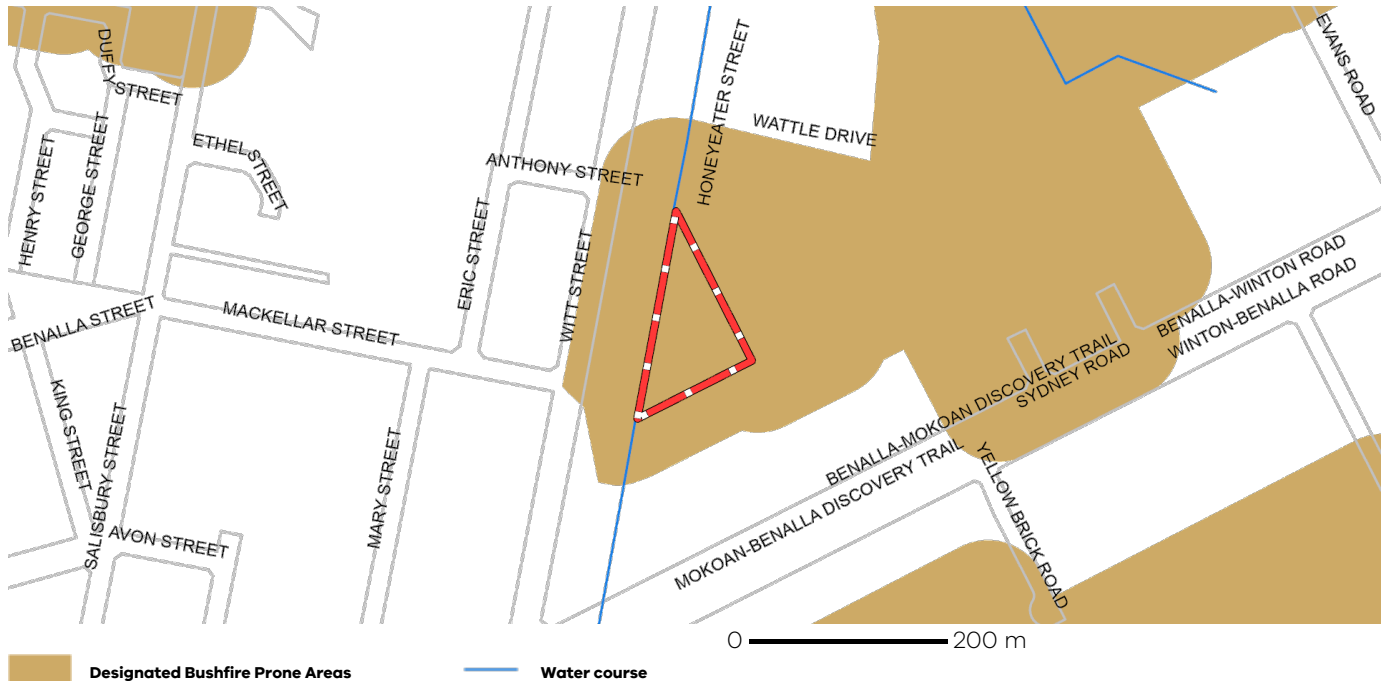 DUFFY STREET
ETHEL STREET
HENRY STREET
GEORGE STREET
HONEYEATER STREET
WATTLE DRIVE
EVANS ROAD
ANTHONY STREET
ERIC STREET
WITT STREET
BENALLA STREET
MACKELLAR STREET
KING STREET
SALISBURY STREET
MARY STREET
AVON STREET
BENALLA-WINTON ROAD
WINTON-BENALLA ROAD
BENALLA-MOKOAN DISCOVERY TRAIL
SYDNEY ROAD
MOKOAN-BENALLA DISCOVERY TRAIL
YELLOW BRICK ROAD
0 200 m
Designated Bushfire Prone Areas
Water course